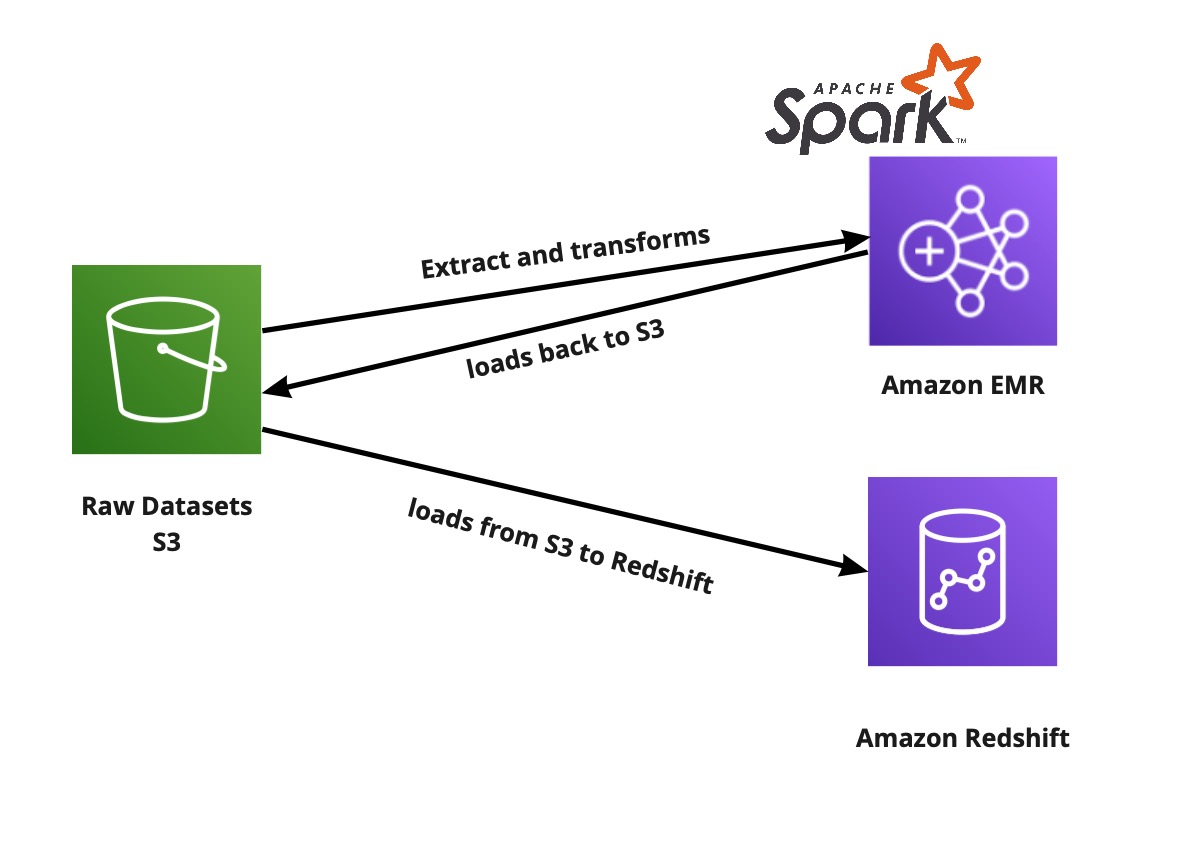 APACHE
Spark™
Extract and transforms
loads back to S3
Amazon EMR
Raw Datasets
S3
loads from S3 to Redshift
Amazon Redshift